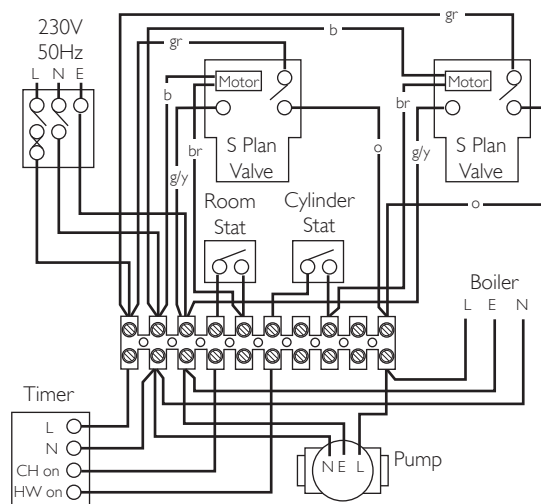 gr
230V
50Hz
L N E
b
gr
b
Motor
br
g/y
S Plan
Valve
o
Motor
br
g/y
S Plan
Valve
o
Room
Stat
Cylinder
Stat
Boiler
L E N
Timer
L
N
CH on
HW on
N E L
Pump